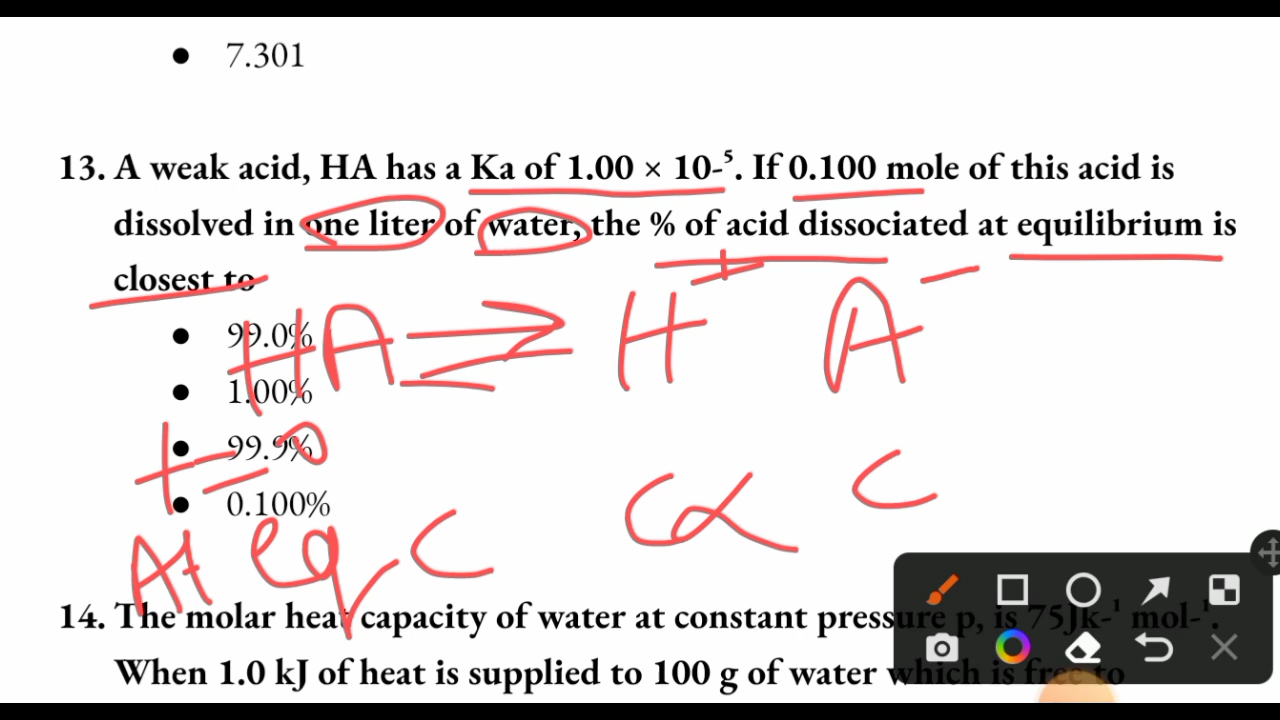 • 7.301
13. A weak acid, HA has a Ka of 1.00 × 10-⁵. If 0.100 mole of this acid is
dissolved in one liter of water, the % of acid dissociated at equilibrium is
closest to
• 99.0%
• 1.00%
• 99.9%
• 0.100%
HA ⇌ H⁺ A⁻
t=0
At eq C Cα C
14. The molar heat capacity of water at constant pressure p, is 75Jk-¹ mol-¹.
When 1.0 kJ of heat is supplied to 100 g of water which is free to